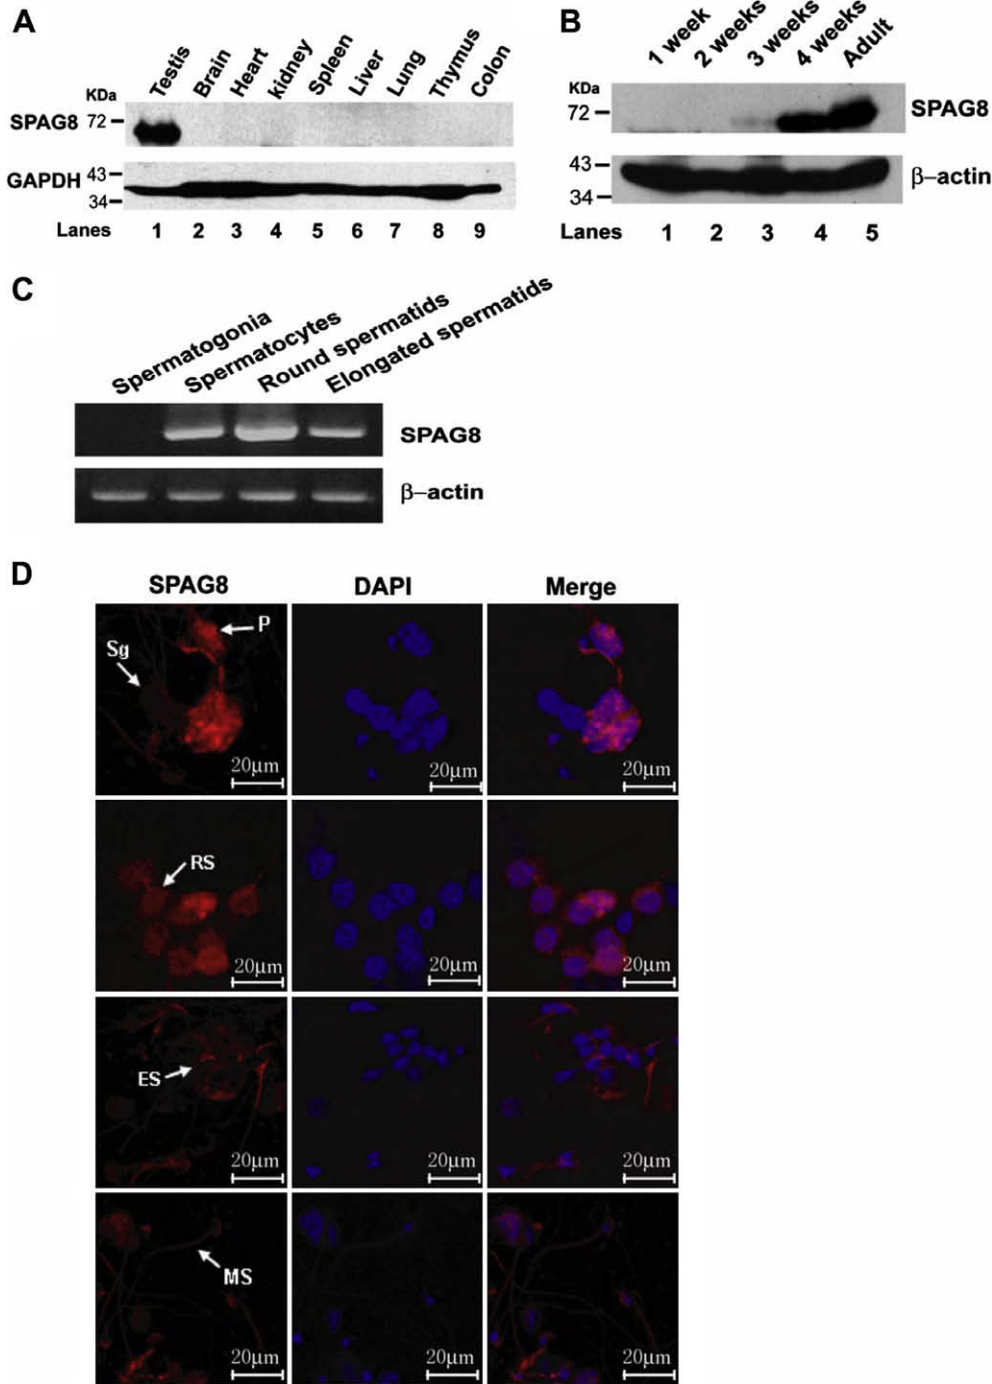 A
Testis Brain Heart kidney Spleen Liver Lung Thymus Colon
KDa
SPAG8 72
GAPDH 43
34
Lanes 1 2 3 4 5 6 7 8 9
B
1 week 2 weeks 3 weeks 4 weeks Adult
KDa
72 SPAG8
43
β-actin
34
Lanes 1 2 3 4 5
C
Spermatogonia
Spermatocytes
Round spermatids
Elongated spermatids
SPAG8
β-actin
D
SPAG8 DAPI Merge
P
Sg
20μm 20μm 20μm
RS
20μm 20μm 20μm
ES
20μm 20μm 20μm
MS
20μm 20μm 20μm